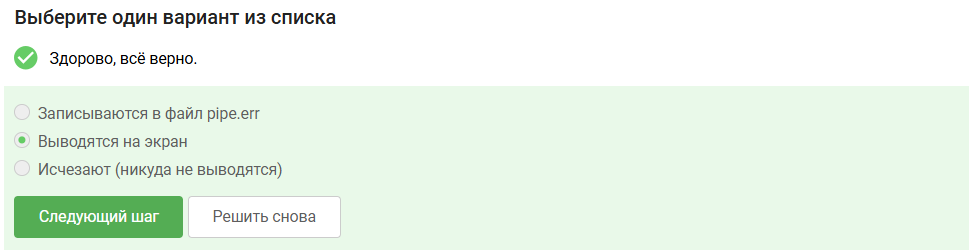 Выберите один вариант из списка
Здорово, всё верно.
Записываются в файл pipe.err
Выводятся на экран
Исчезают (никуда не выводятся)
Следующий шаг
Решить снова